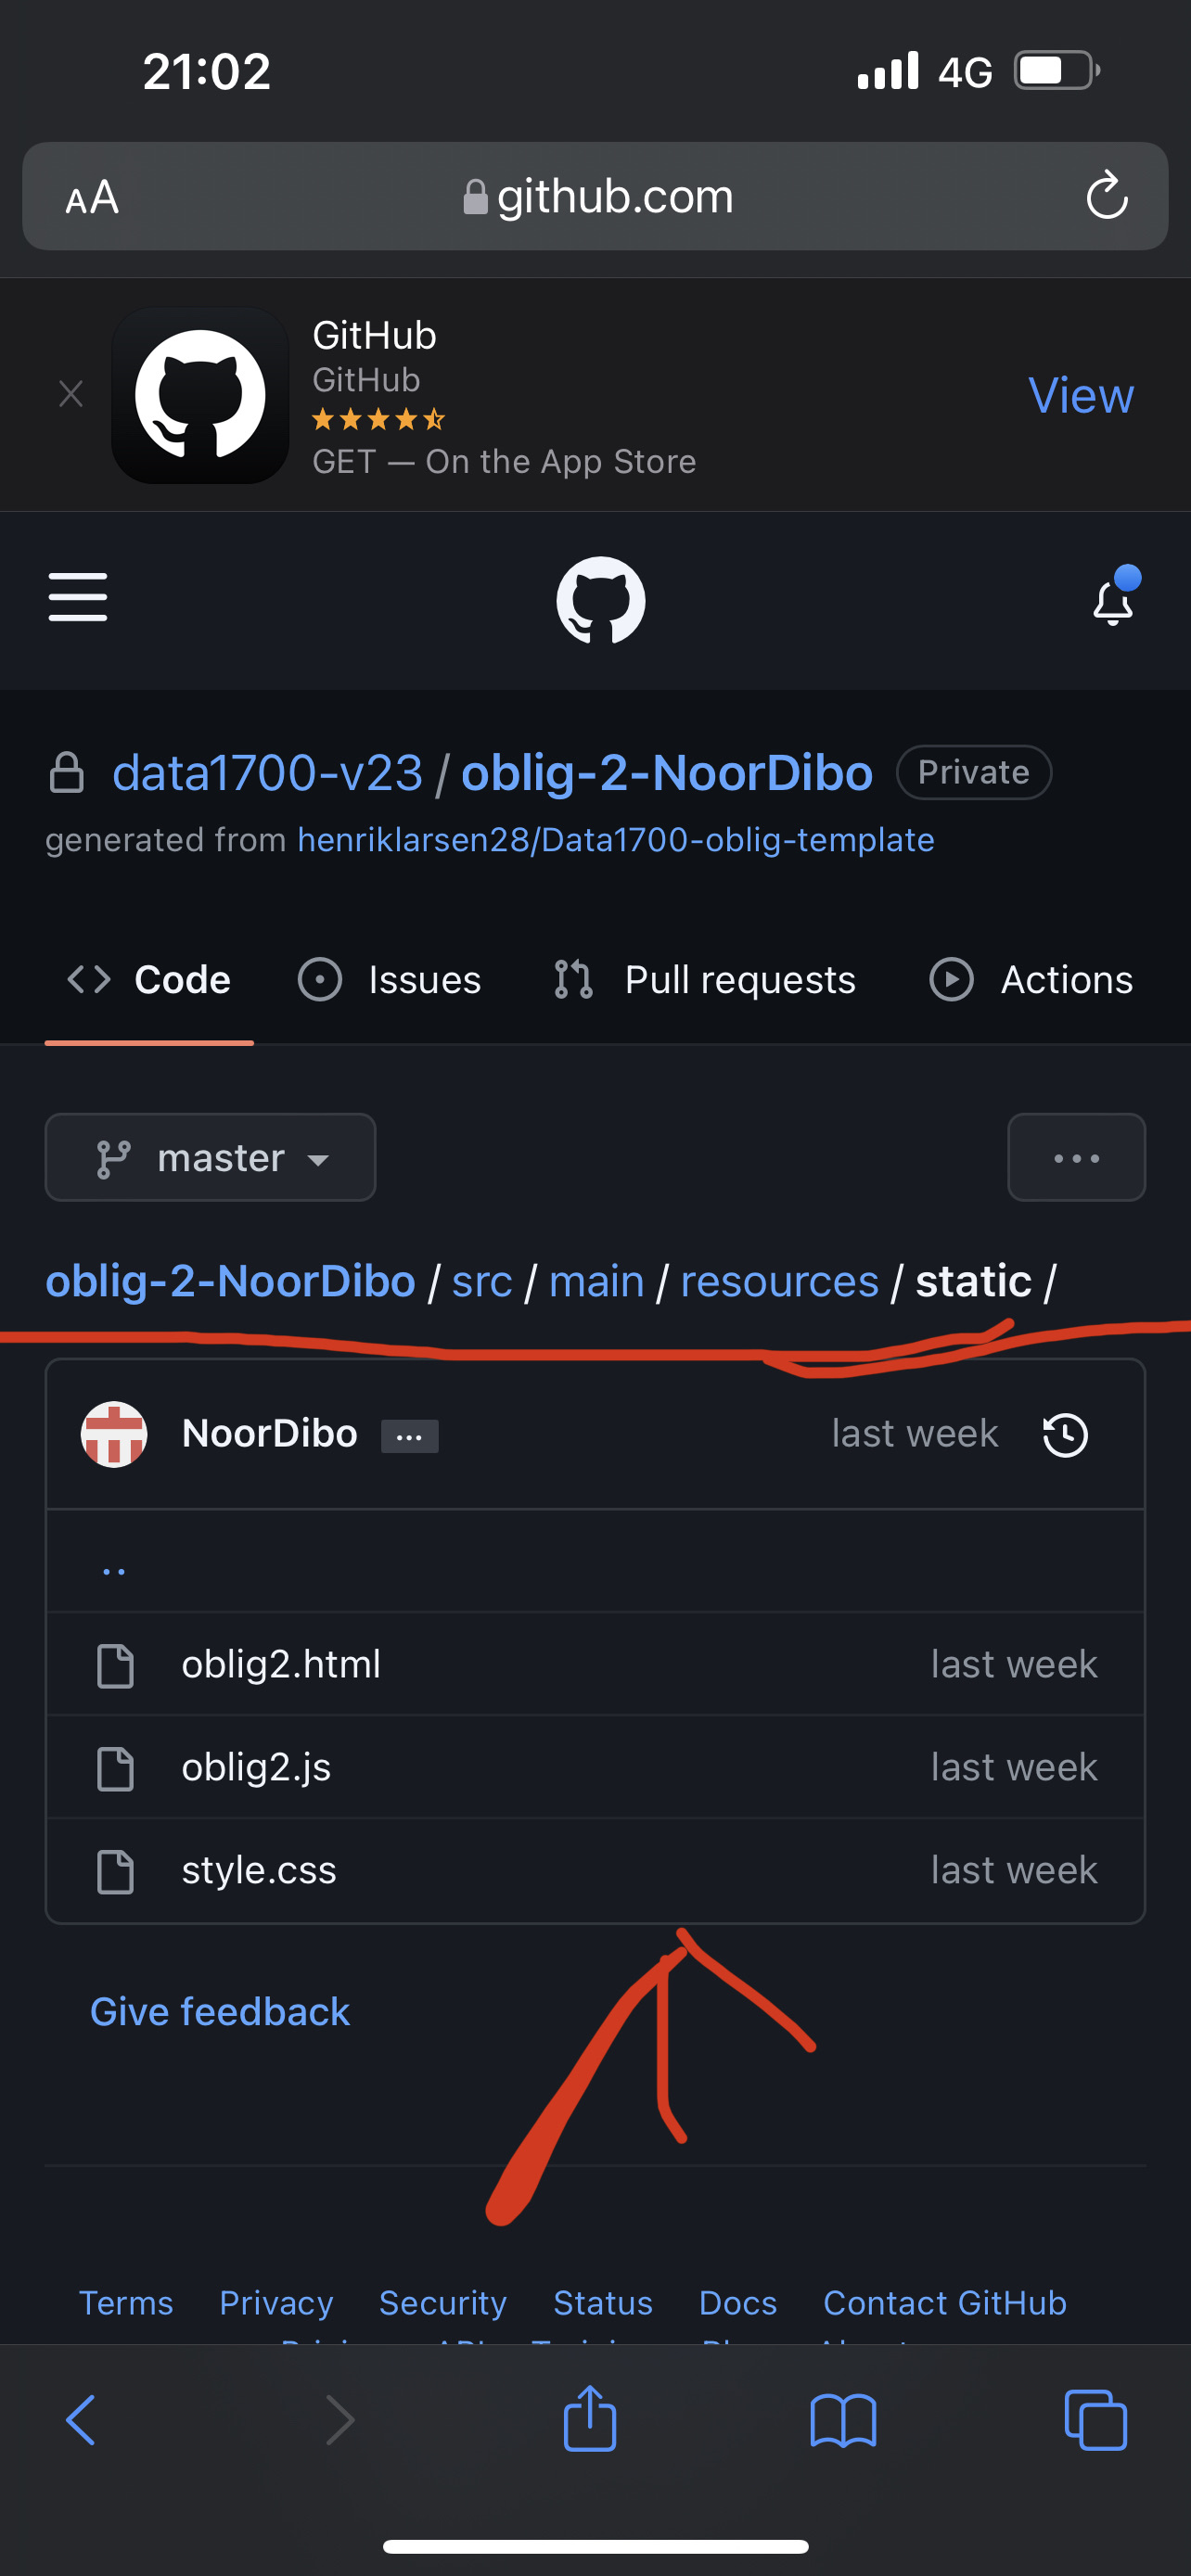 21:02 4G
AA github.com
GitHub
GitHub
GET — On the App Store
View
data1700-v23 / oblig-2-NoorDibo Private
generated from henriklarsen28/Data1700-oblig-template
Code Issues Pull requests Actions
master ...
oblig-2-NoorDibo / src / main / resources / static /
NoorDibo ... last week
..
oblig2.html last week
oblig2.js last week
style.css last week
Give feedback
Terms Privacy Security Status Docs Contact GitHub